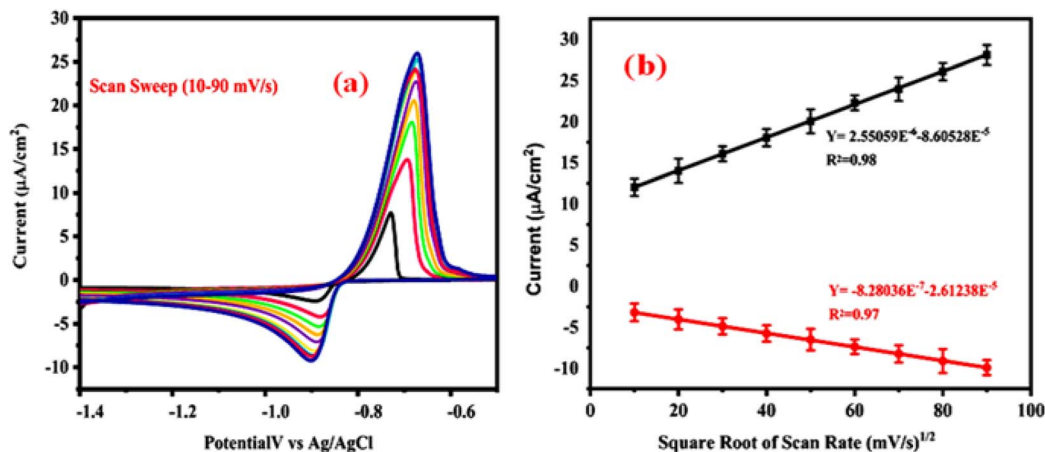 Scan Sweep (10-90 mV/s)
(a)
Current (μA/cm²)
30
25
20
15
10
5
0
-5
-10
-1.4
-1.2
-1.0
-0.8
-0.6
PotentialV vs Ag/AgCl
(b)
Current (μA/cm²)
30
25
20
15
10
5
0
-5
-10
Y= 2.55059E⁻⁶-8.60528E⁻⁵
R²=0.98
Y= -8.28036E⁻⁷-2.61238E⁻⁵
R²=0.97
0
20
40
60
80
100
Square Root of Scan Rate (mV/s)¹/²